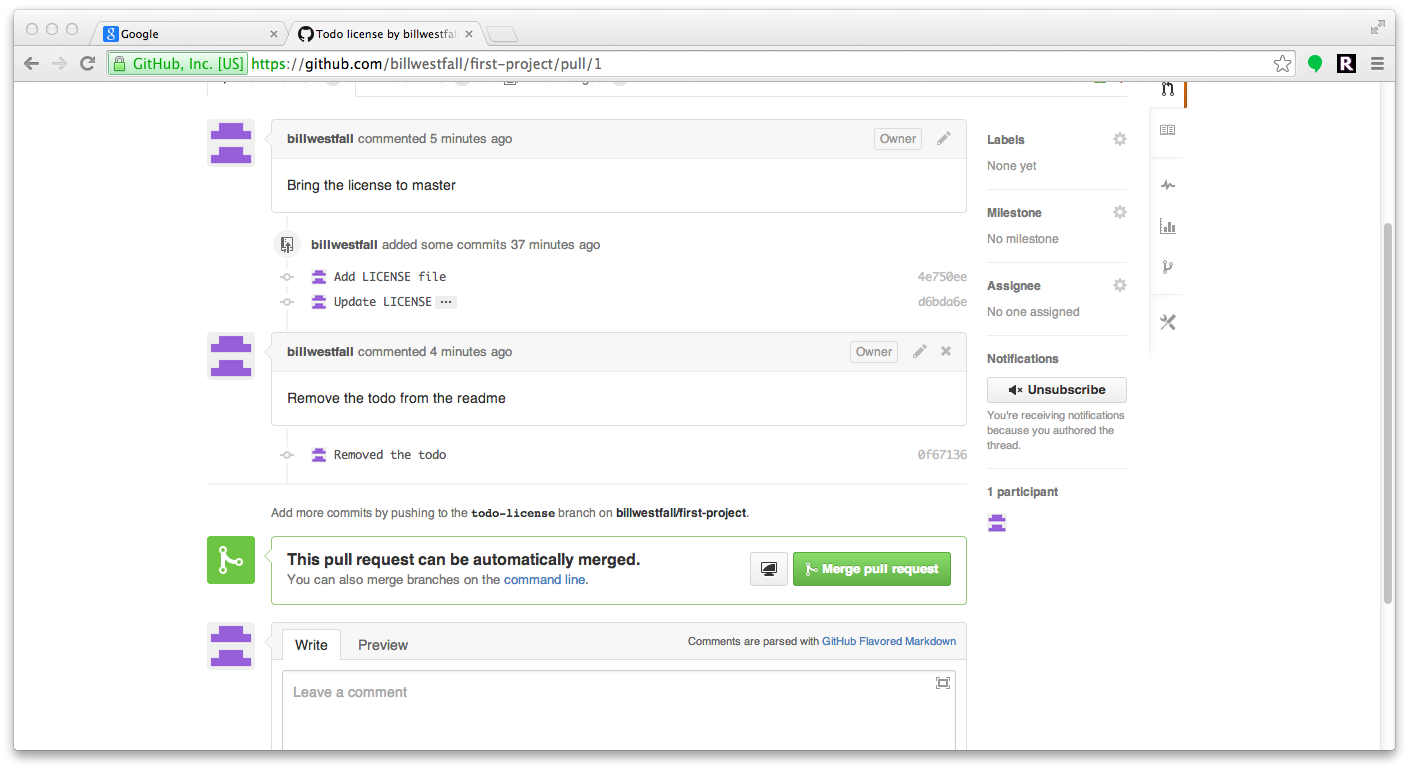 Google
Todo license by billwestfal
GitHub, Inc. [US]
https://github.com/billwestfall/first-project/pull/1
billwestfall commented 5 minutes ago
Owner
Bring the license to master
billwestfall added some commits 37 minutes ago
Add LICENSE file
4e750ee
Update LICENSE ...
d6bda6e
billwestfall commented 4 minutes ago
Owner
Remove the todo from the readme
Removed the todo
0f67136
Add more commits by pushing to the todo-license branch on billwestfall/first-project.
This pull request can be automatically merged.
You can also merge branches on the command line.
Merge pull request
Write
Preview
Comments are parsed with GitHub Flavored Markdown
Leave a comment
Labels
None yet
Milestone
No milestone
Assignee
No one assigned
Notifications
Unsubscribe
You're receiving notifications
because you authored the
thread.
1 participant